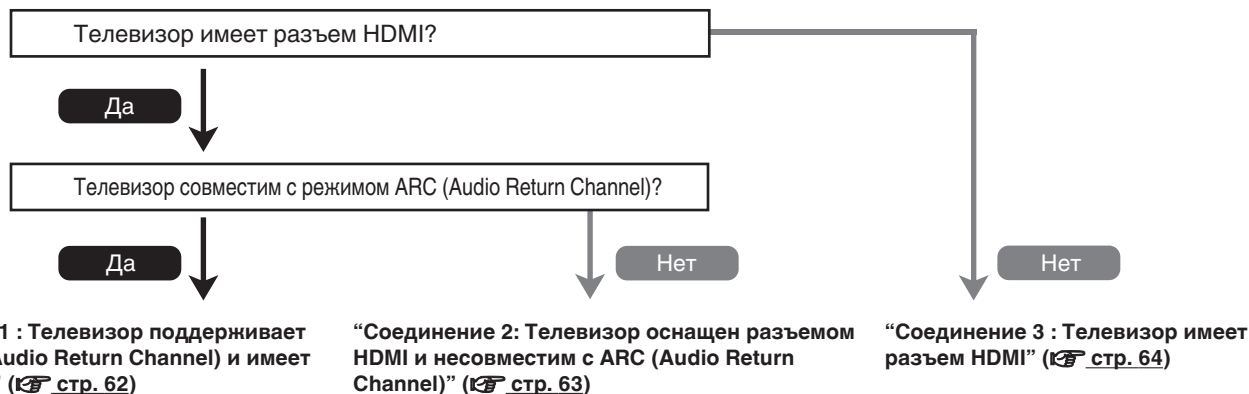 Телевизор имеет разъем HDMI?
Да
Телевизор совместим с режимом ARC (Audio Return Channel)?
Да
Нет
Нет
1 : Телевизор поддерживает
Audio Return Channel) и имеет
” (стр. 62)
“Соединение 2: Телевизор оснащен разъемом
HDMI и несовместим с ARC (Audio Return
Channel)” (стр. 63)
“Соединение 3 : Телевизор имеет
разъем HDMI” (стр. 64)